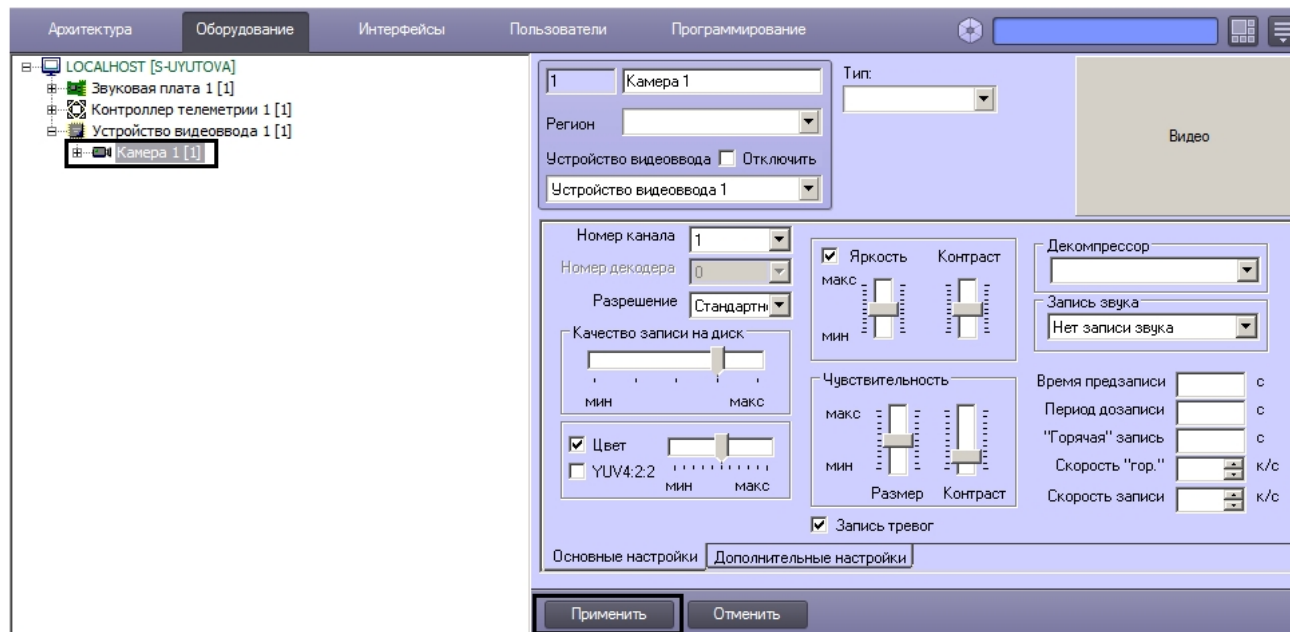 Архитектура Оборудование Интерфейсы Пользователи Программирование
LOCALHOST [S-UYUTOVA]
Звуковая плата 1 [1]
Контроллер телеметрии 1 [1]
Устройство видеоввода 1 [1]
Камера 1 [1]
1 Камера 1
Тип:
Регион
Устройство видеоввода Отключить
Устройство видеоввода 1
Видео
Номер канала 1
Номер декодера 0
Разрешение Стандартн
Качество записи на диск
мин макс
Цвет
YUV4:2:2
мин макс
Яркость Контраст
макс
мин
Чувствительность
макс
мин
Размер Контраст
Запись тревог
Декомпрессор
Запись звука
Нет записи звука
Время предзаписи с
Период дозаписи с
"Горячая" запись с
Скорость "гор." к/с
Скорость записи к/с
Основные настройки Дополнительные настройки
Применить Отменить